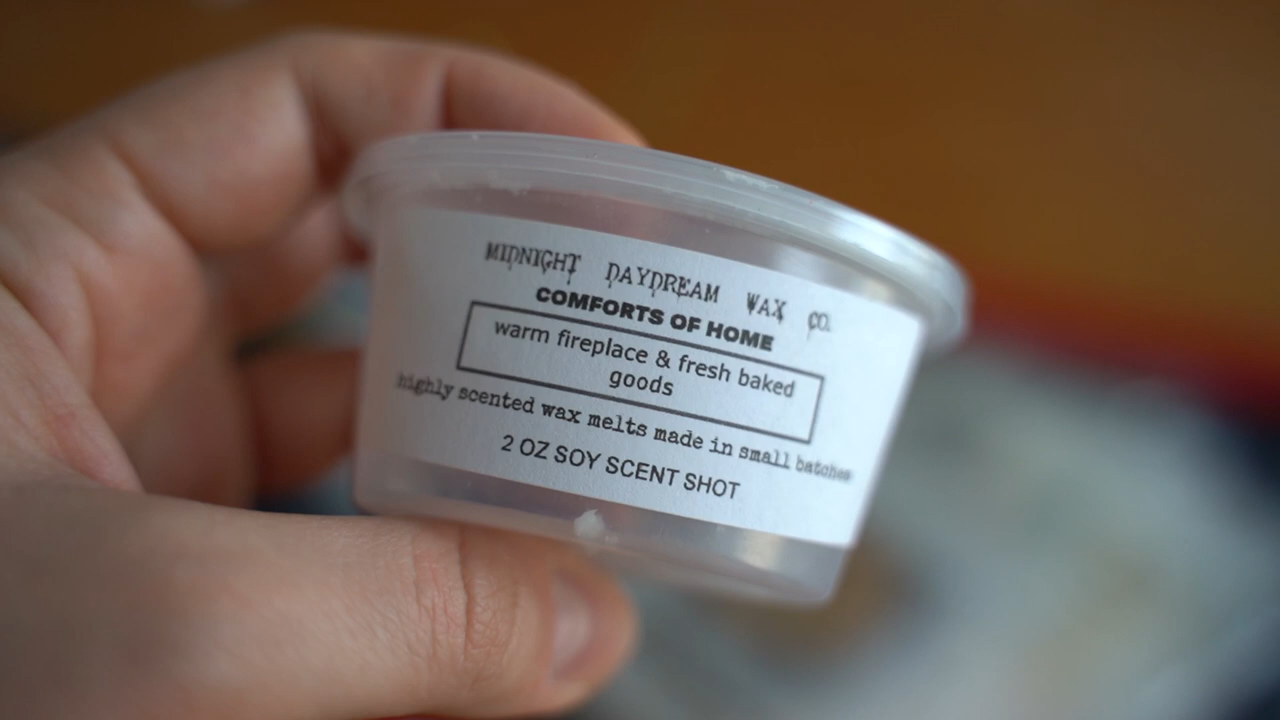 MIDNIGHT DAYDREAM WAX CO.
COMFORTS OF HOME
warm fireplace & fresh baked
goods
highly scented wax melts made in small batches
2 OZ SOY SCENT SHOT